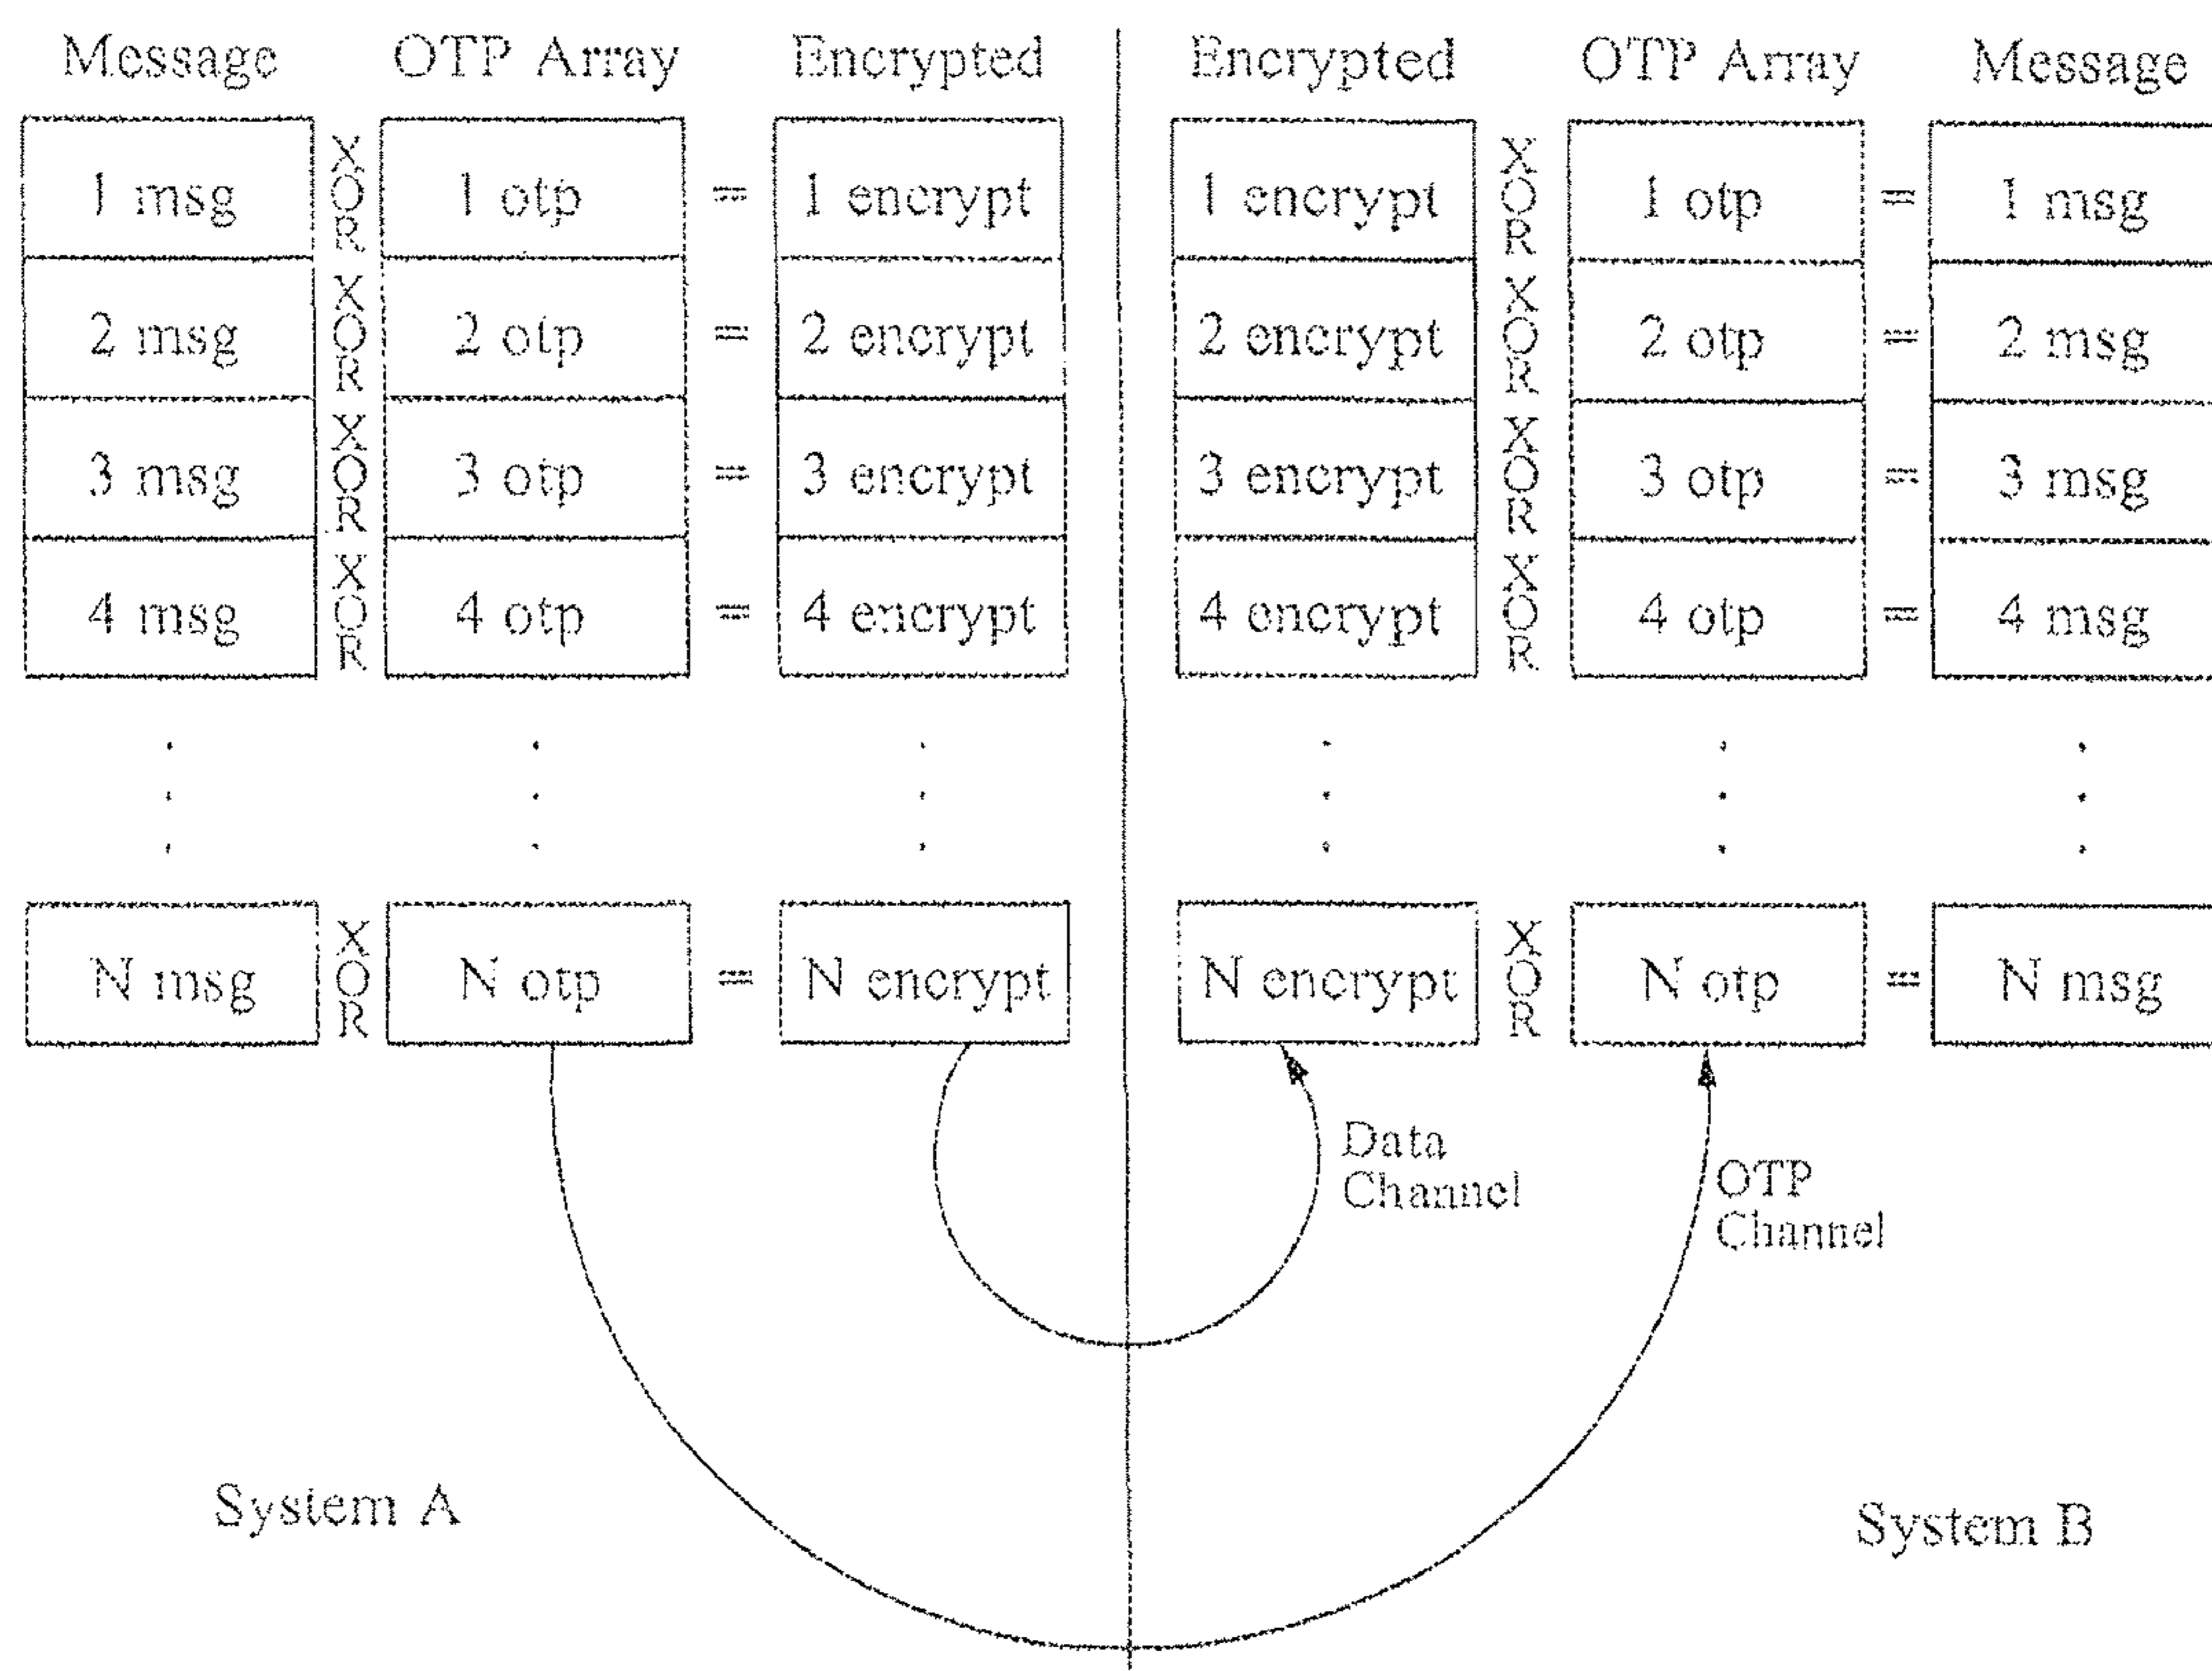 Message OTP Array Encrypted Encrypted OTP Array Message
1 msg XOR 1 otp = 1 encrypt 1 encrypt XOR 1 otp = 1 msg
2 msg XOR 2 otp = 2 encrypt 2 encrypt XOR 2 otp = 2 msg
3 msg XOR 3 otp = 3 encrypt 3 encrypt XOR 3 otp = 3 msg
4 msg XOR 4 otp = 4 encrypt 4 encrypt XOR 4 otp = 4 msg
N msg XOR N otp = N encrypt N encrypt XOR N otp = N msg
Data
Channel
OTP
Channel
System A
System B